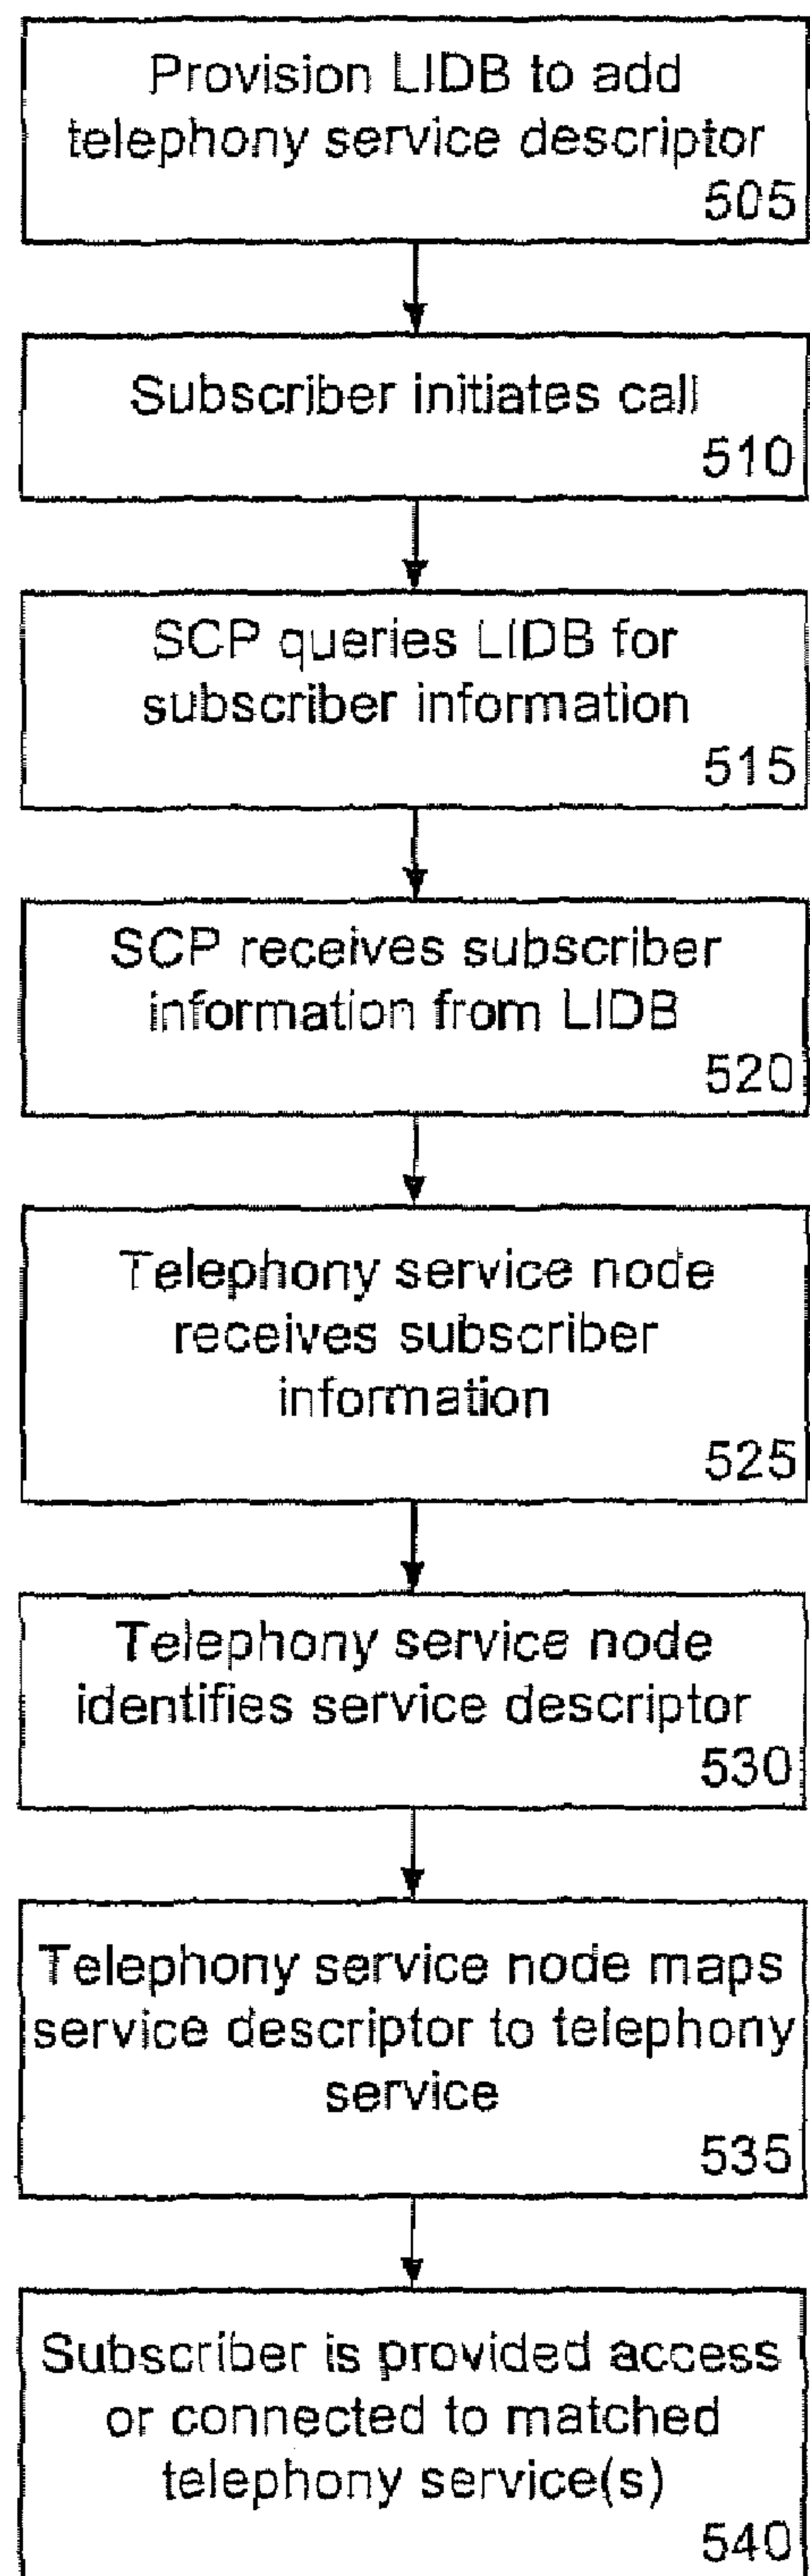 Provision LIDB to add
telephony service descriptor
505
Subscriber initiates call
510
SCP queries LIDB for
subscriber information
515
SCP receives subscriber
information from LIDB
520
Telephony service node
receives subscriber
information
525
Telephony service node
identifies service descriptor
530
Telephony service node maps
service descriptor to telephony
service
535
Subscriber is provided access
or connected to matched
telephony service(s)
540